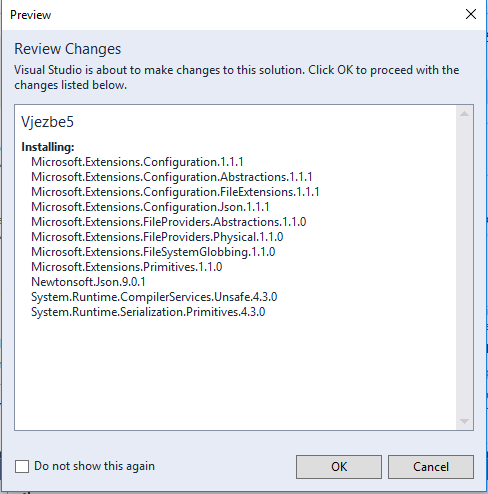 Preview
Review Changes
Visual Studio is about to make changes to this solution. Click OK to proceed with the
changes listed below.
Vjezbe5
Installing:
Microsoft.Extensions.Configuration.1.1.1
Microsoft.Extensions.Configuration.Abstractions.1.1.1
Microsoft.Extensions.Configuration.FileExtensions.1.1.1
Microsoft.Extensions.Configuration.Json.1.1.1
Microsoft.Extensions.FileProviders.Abstractions.1.1.0
Microsoft.Extensions.FileProviders.Physical.1.1.0
Microsoft.Extensions.FileSystemGlobbing.1.1.0
Microsoft.Extensions.Primitives.1.1.0
Newtonsoft.Json.9.0.1
System.Runtime.CompilerServices.Unsafe.4.3.0
System.Runtime.Serialization.Primitives.4.3.0
Do not show this again
OK
Cancel